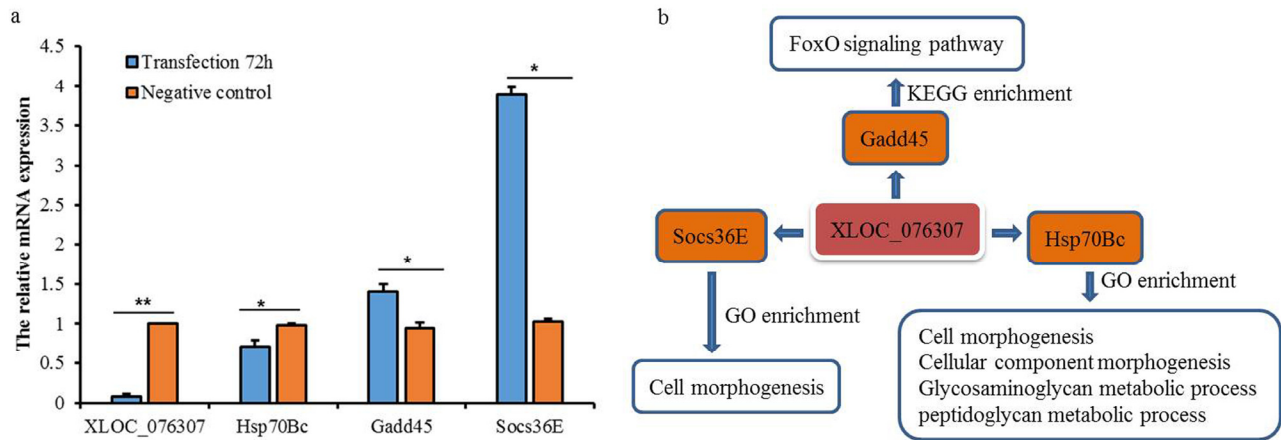 a
The relative mRNA expression
4.5
4
3.5
3
2.5
2
1.5
1
0.5
0
Transfection 72h
Negative control
**
*
*
*
XLOC_076307
Hsp70Bc
Gadd45
Socs36E
b
FoxO signaling pathway
KEGG enrichment
Gadd45
Socs36E
XLOC_076307
Hsp70Bc
GO enrichment
GO enrichment
Cell morphogenesis
Cell morphogenesis
Cellular component morphogenesis
Glycosaminoglycan metabolic process
peptidoglycan metabolic process